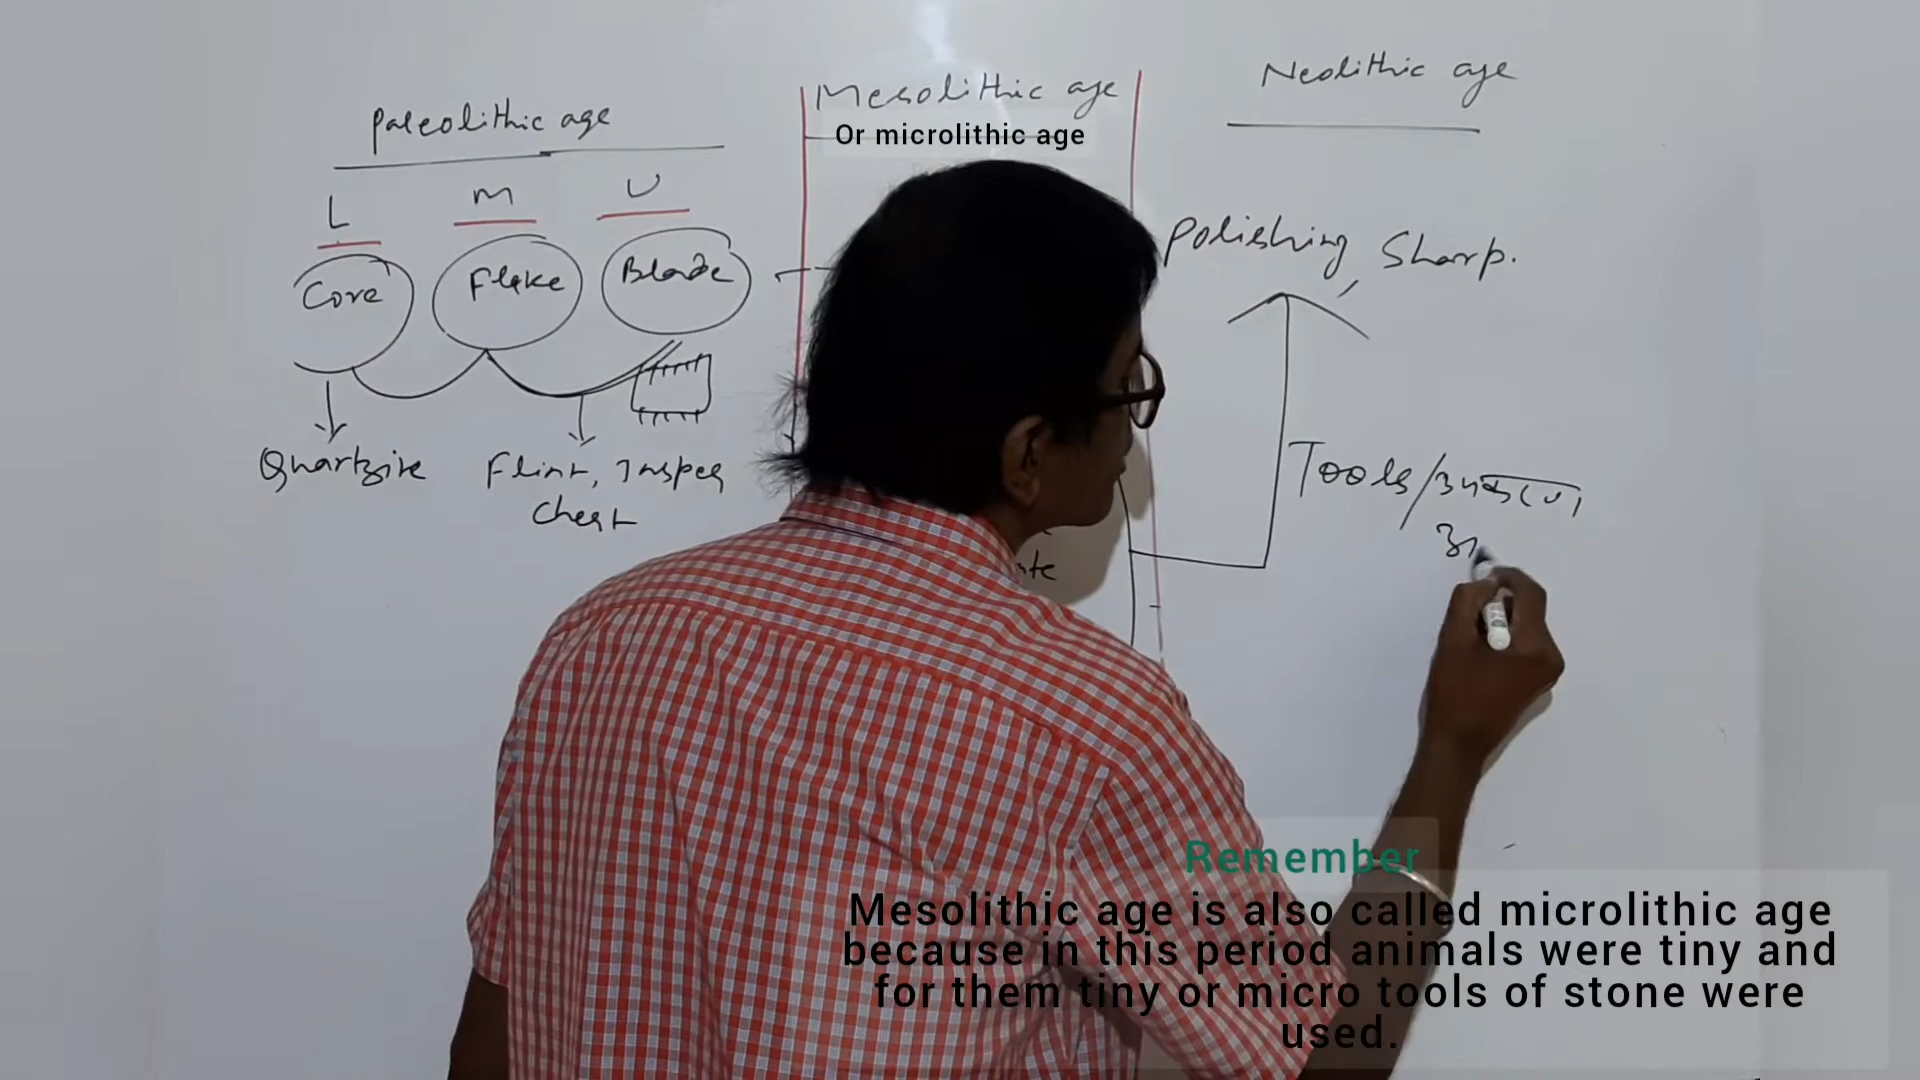 Paleolithic age
L M U
Core Flake Blade
Quartzite
Flint, Jasper
Chert
Mesolithic age
Or microlithic age
Neolithic age
Polishing, Sharp.
Tools/
Remember
Mesolithic age is also called microlithic age
because in this period animals were tiny and
for them tiny or micro tools of stone were
used.